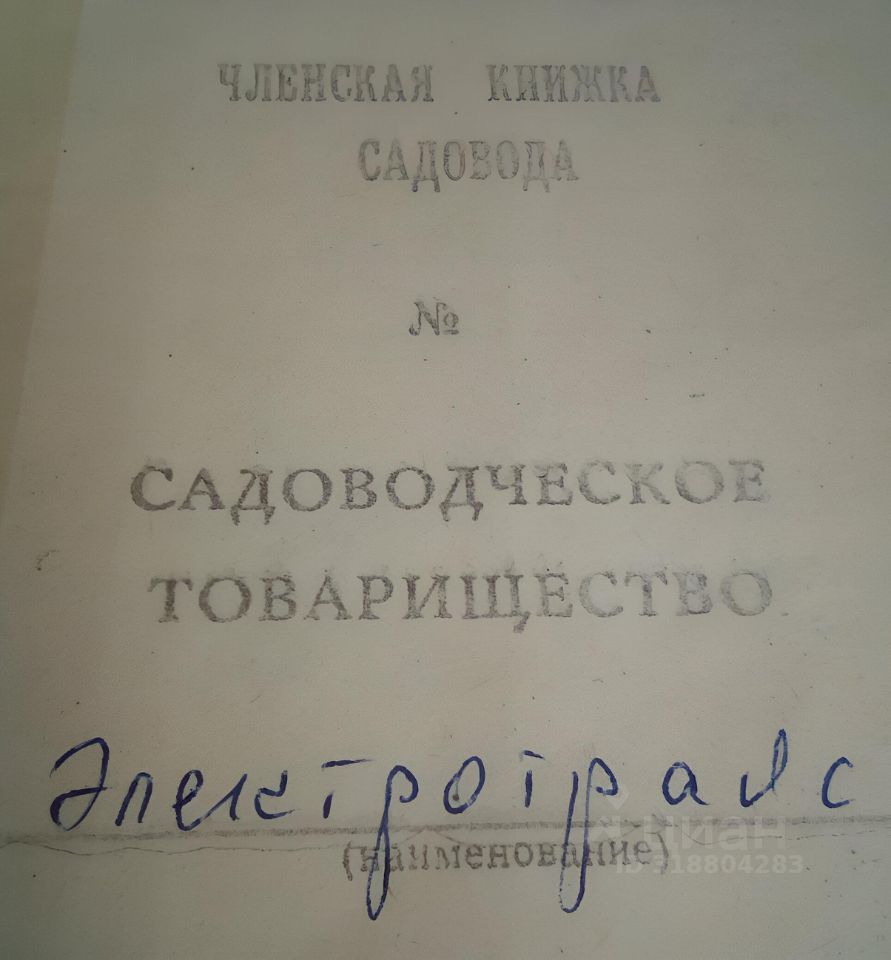 ЧЛЕНСКАЯ КНИЖКА
САДОВОДА
№
САДОВОДЧЕСКОЕ
ТОВАРИЩЕСТВО
Электротранс
(наименование)
циан
ID 318804283